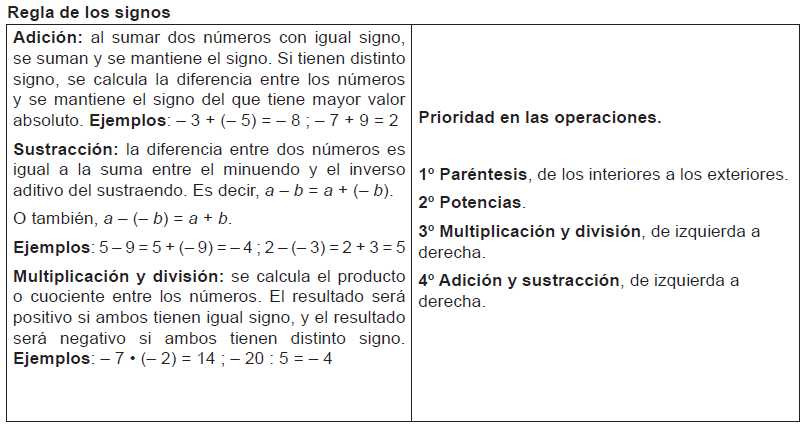 Regla de los signos
Adición: al sumar dos números con igual signo,
se suman y se mantiene el signo. Si tienen distinto
signo, se calcula la diferencia entre los números
y se mantiene el signo del que tiene mayor valor
absoluto. Ejemplos: – 3 + (– 5) = – 8 ; – 7 + 9 = 2
Sustracción: la diferencia entre dos números es
igual a la suma entre el minuendo y el inverso
aditivo del sustraendo. Es decir, a – b = a + (– b).
O también, a – (– b) = a + b.
Ejemplos: 5 – 9 = 5 + (– 9) = – 4 ; 2 – (– 3) = 2 + 3 = 5
Multiplicación y división: se calcula el producto
o cuociente entre los números. El resultado será
positivo si ambos tienen igual signo, y el resultado
será negativo si ambos tienen distinto signo.
Ejemplos: – 7 • (– 2) = 14 ; – 20 : 5 = – 4
Prioridad en las operaciones.
1º Paréntesis, de los interiores a los exteriores.
2º Potencias.
3º Multiplicación y división, de izquierda a
derecha.
4º Adición y sustracción, de izquierda a
derecha.